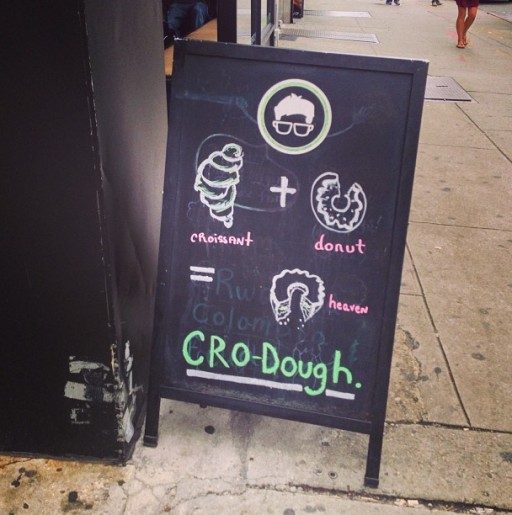 croissant + donut
= heaven
CRO-Dough.